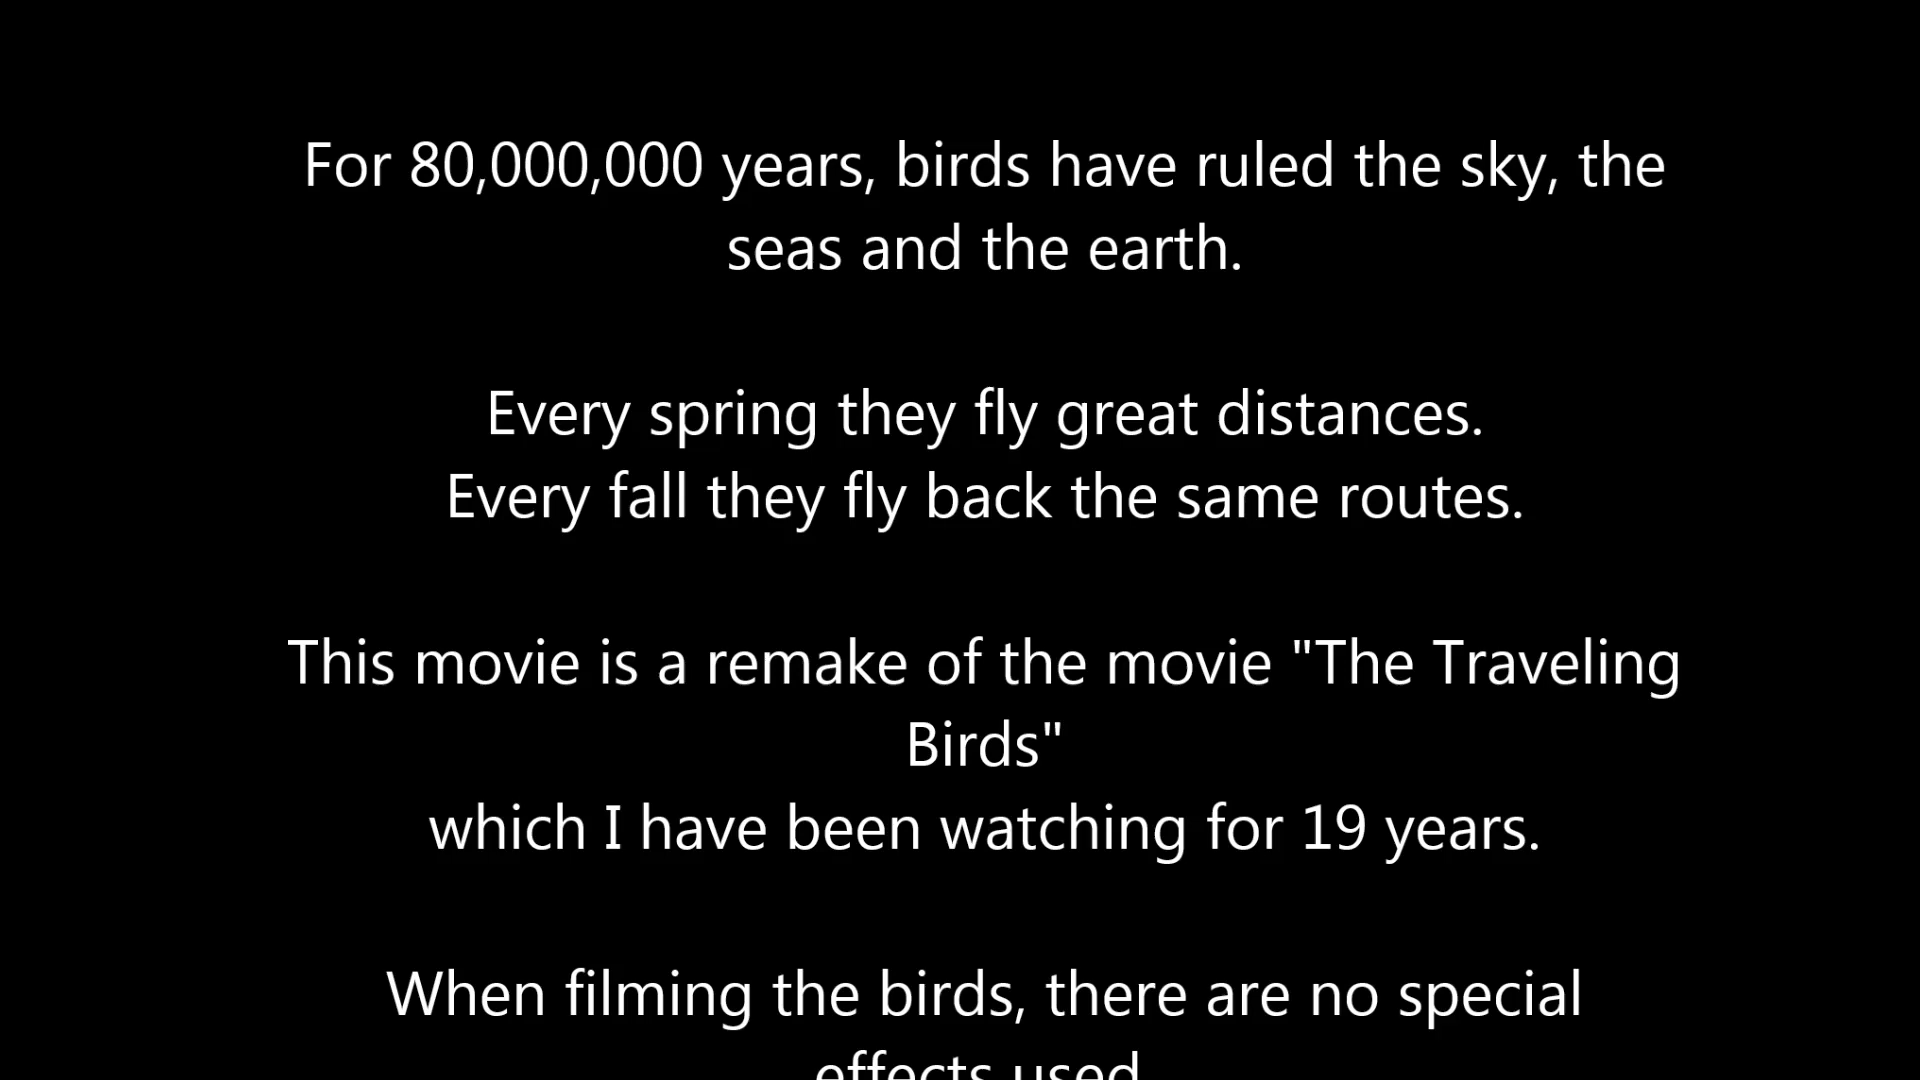 For 80,000,000 years, birds have ruled the sky, the
seas and the earth.
Every spring they fly great distances.
Every fall they fly back the same routes.
This movie is a remake of the movie "The Traveling
Birds"
which I have been watching for 19 years.
When filming the birds, there are no special
effects used